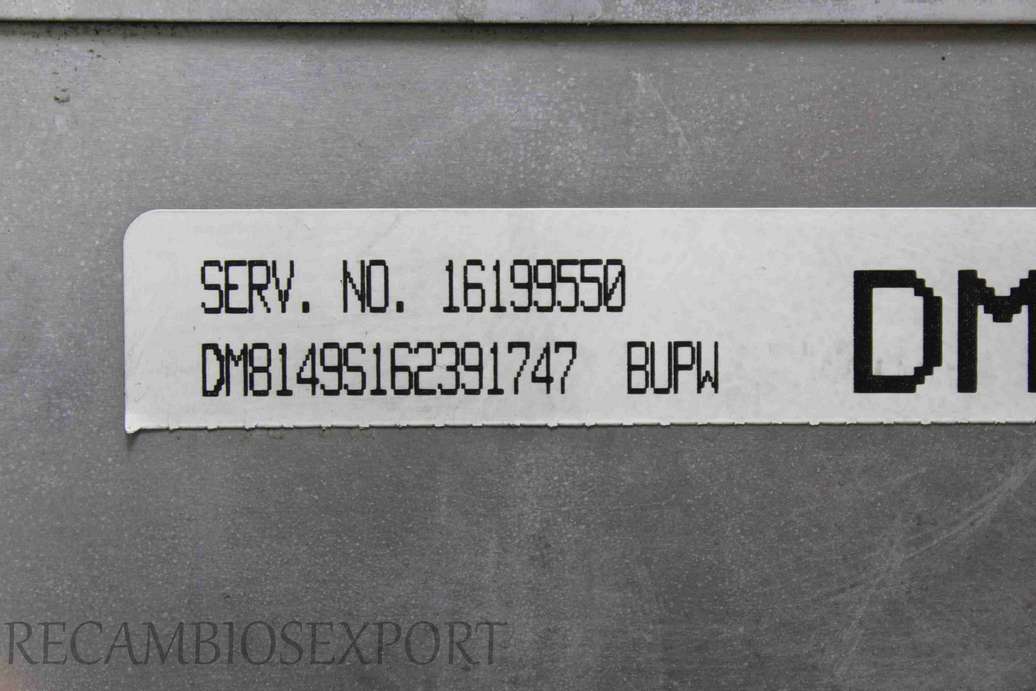 SERV. NO. 16199550
DM8149S162391747 BUPW
DM
RECAMBIOSEXPORT